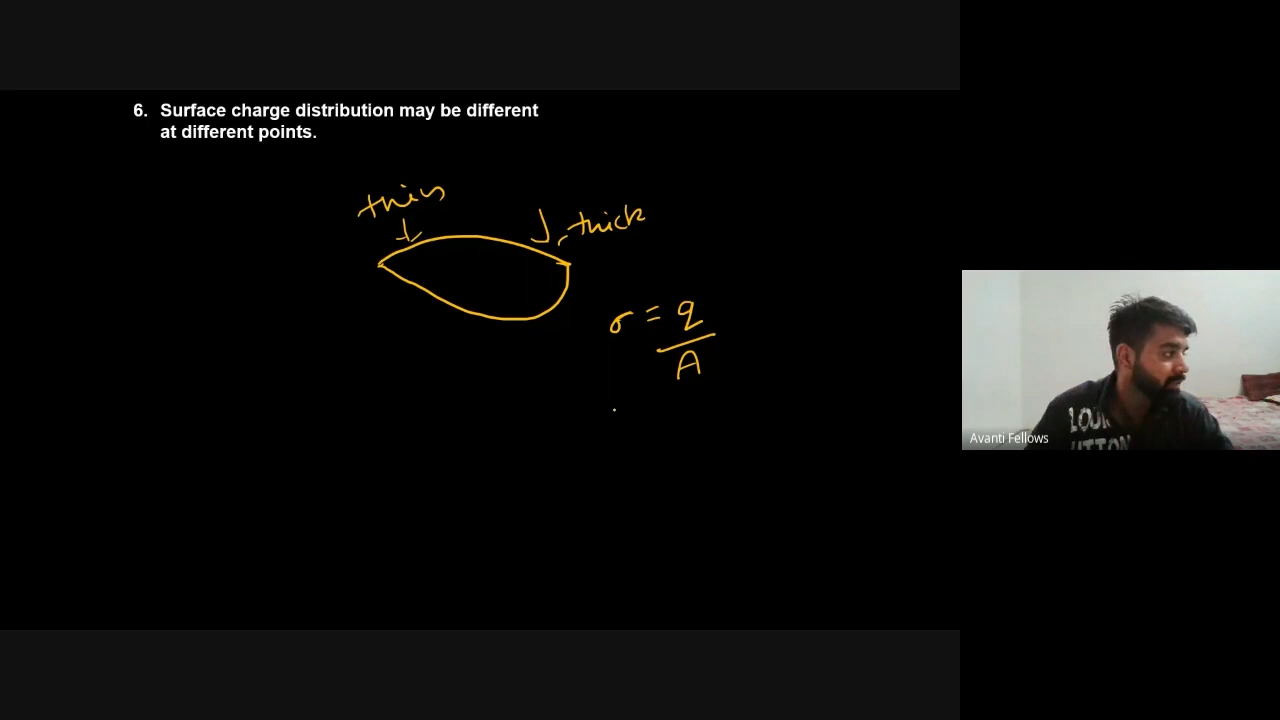 6. Surface charge distribution may be different
at different points.
thin
thick
σ = q
A
Avanti Fellows